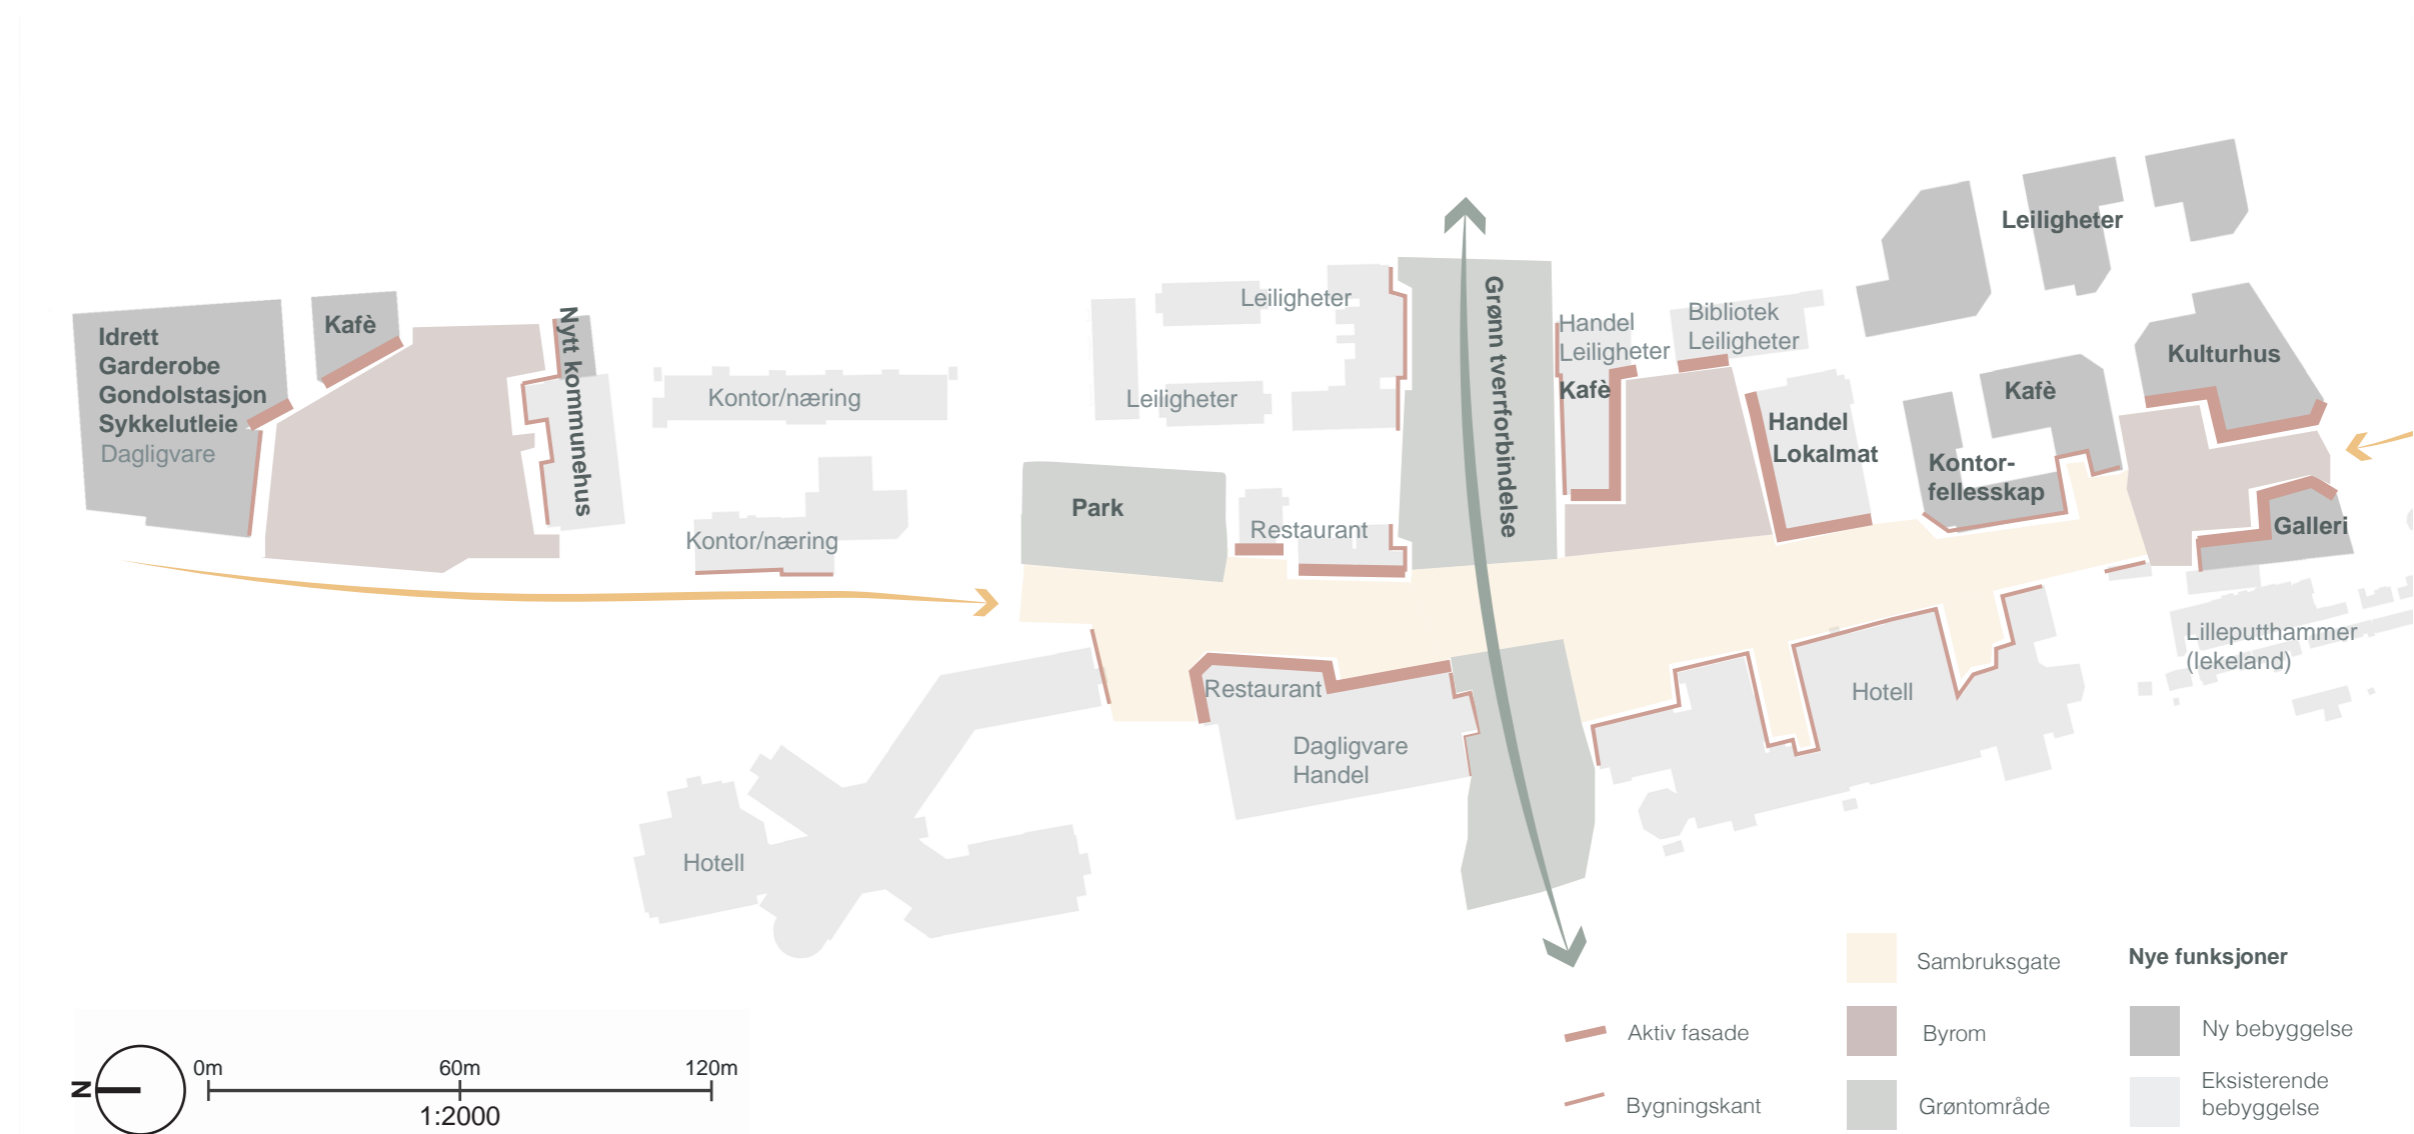 Idrett
Garderobe
Gondolstasjon
Sykkelutleie
Dagligvare
Kafè
Nytt kommunehus
Kontor/næring
Kontor/næring
Hotell
Park
Leiligheter
Leiligheter
Restaurant
Restaurant
Dagligvare
Handel
Grønn tverrforbindelse
Handel
Leiligheter
Kafè
Bibliotek
Leiligheter
Handel
Lokalmat
Hotell
Leiligheter
Kafè
Kontor-
fellesskap
Kulturhus
Galleri
Lilleputthammer
(lekeland)
N
0m 60m 120m
1:2000
Aktiv fasade
Bygningskant
Sambruksgate
Byrom
Grøntområde
Nye funksjoner
Ny bebyggelse
Eksisterende
bebyggelse